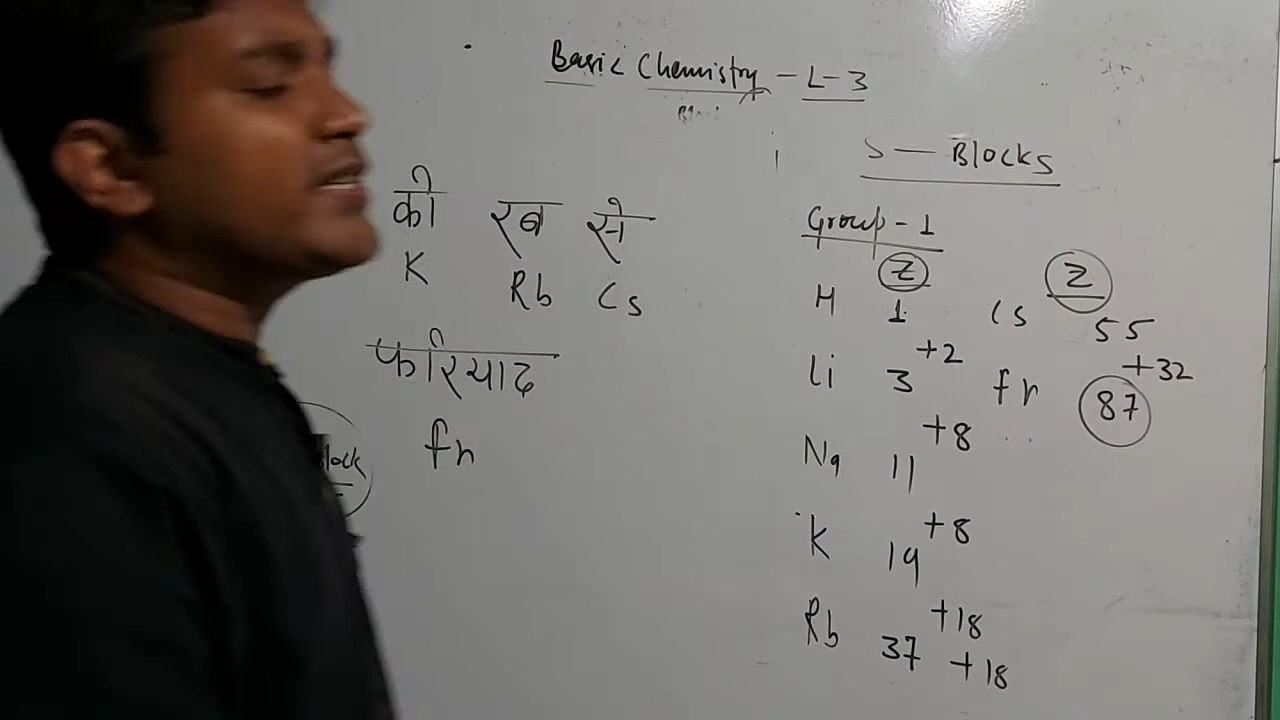 Basic Chemistry - L-3
S — Blocks
की रब से
K Rb Cs
फरियाद
fr
lock
Group - 1
Z Z
H 1 Cs 55
+2 +32
Li 3 fr 87
+8
Na 11
+8
K 19
+18
Rb 37 +18